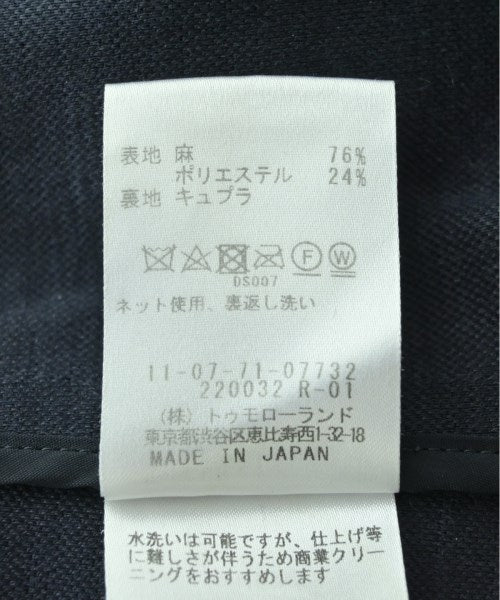 表地 麻 76%
ポリエステル 24%
裏地 キュプラ
F W
DS007
ネット使用、裏返し洗い
11-07-71-07732
220032 R-01
(株) トゥモローランド
東京都渋谷区恵比寿西1-32-18
MADE IN JAPAN
水洗いは可能ですが、仕上げ等
に難しさが伴うため商業クリー
ニングをおすすめします